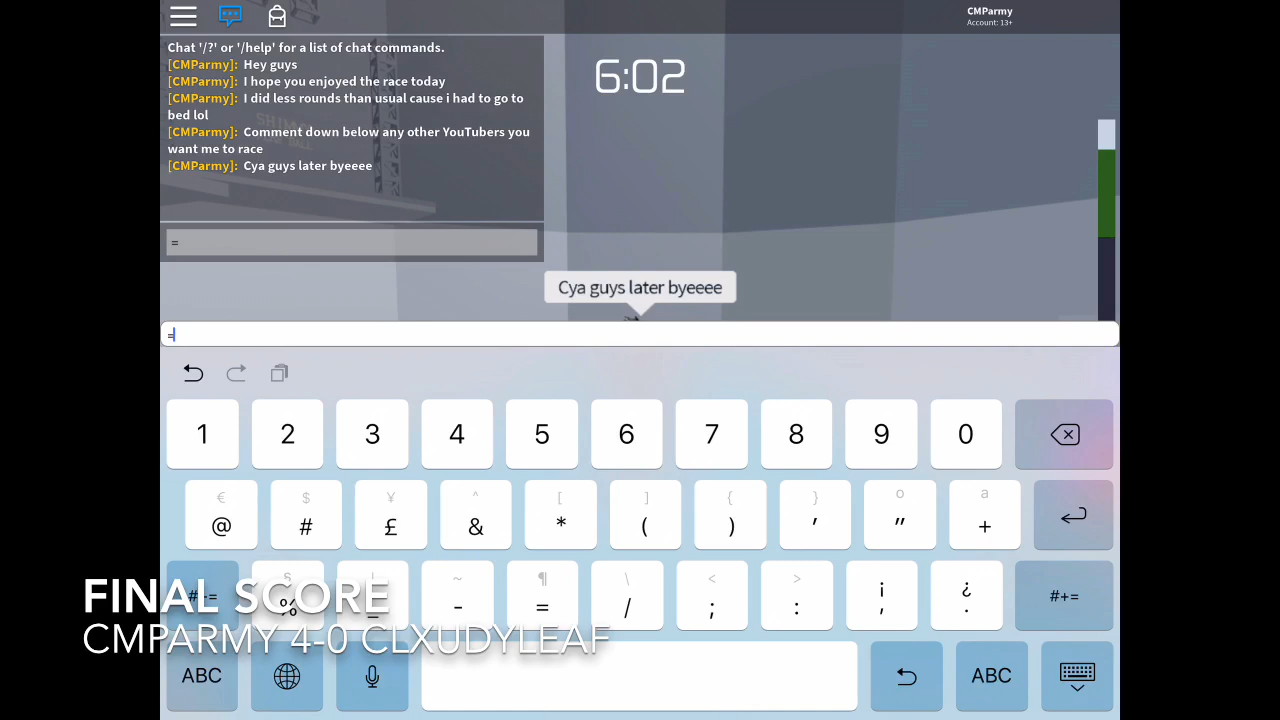 CMParmy
Account: 13+
Chat '/?' or '/help' for a list of chat commands.
[CMParmy]: Hey guys
[CMParmy]: I hope you enjoyed the race today
[CMParmy]: I did less rounds than usual cause i had to go to
bed lol
[CMParmy]: Comment down below any other YouTubers you
want me to race
[CMParmy]: Cya guys later byeeee
6:02
=
Cya guys later byeeee
=
1 2 3 4 5 6 7 8 9 0
€ $ ¥ ^ [ ] { } o a
@ # £ & * ( ) ' " +
§ _ ~ ¶ \ < > ¡ ¿
#+= % - = / ; : , . #+=
FINAL SCORE
CMPARMY 4-0 CLXUDYLEAF
ABC ABC